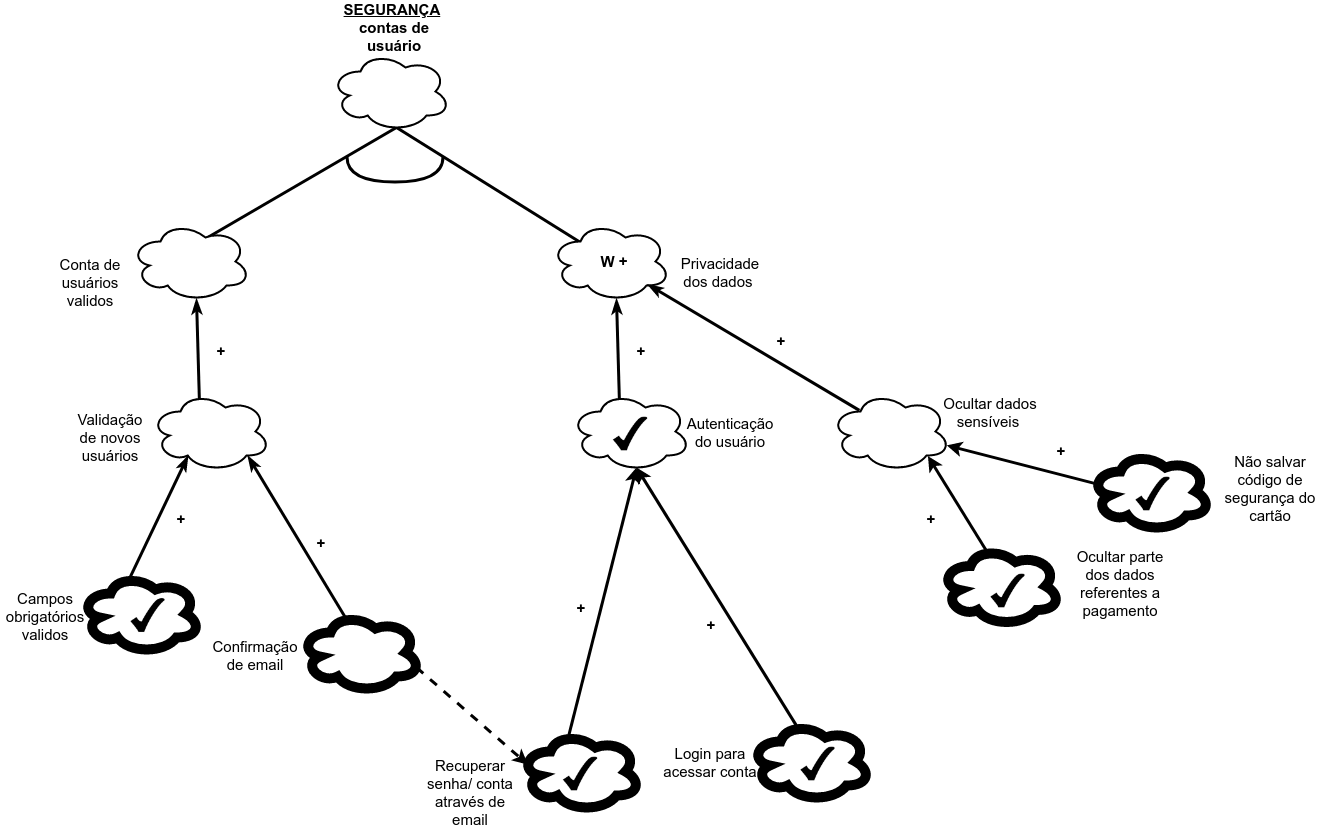 SEGURANÇA
contas de
usuário
Conta de
usuários
validos
W +
Privacidade
dos dados
+
+
+
Validação
de novos
usuários
Autenticação
do usuário
Ocultar dados
sensíveis
+
Não salvar
código de
segurança do
cartão
+
+
+
Ocultar parte
dos dados
referentes a
pagamento
Campos
obrigatórios
validos
Confirmação
de email
+
+
Recuperar
senha/ conta
através de
email
Login para
acessar conta